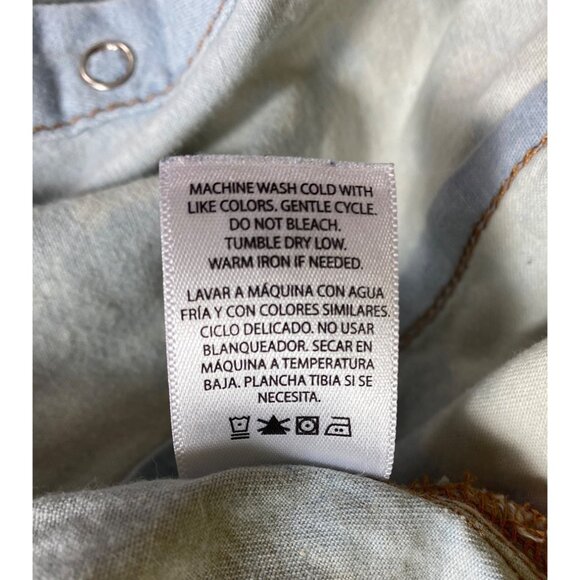 MACHINE WASH COLD WITH
LIKE COLORS. GENTLE CYCLE.
DO NOT BLEACH.
TUMBLE DRY LOW.
WARM IRON IF NEEDED.
LAVAR A MÁQUINA CON AGUA
FRÍA Y CON COLORES SIMILARES.
CICLO DELICADO. NO USAR
BLANQUEADOR. SECAR EN
MÁQUINA A TEMPERATURA
BAJA. PLANCHA TIBIA SI SE
NECESITA.